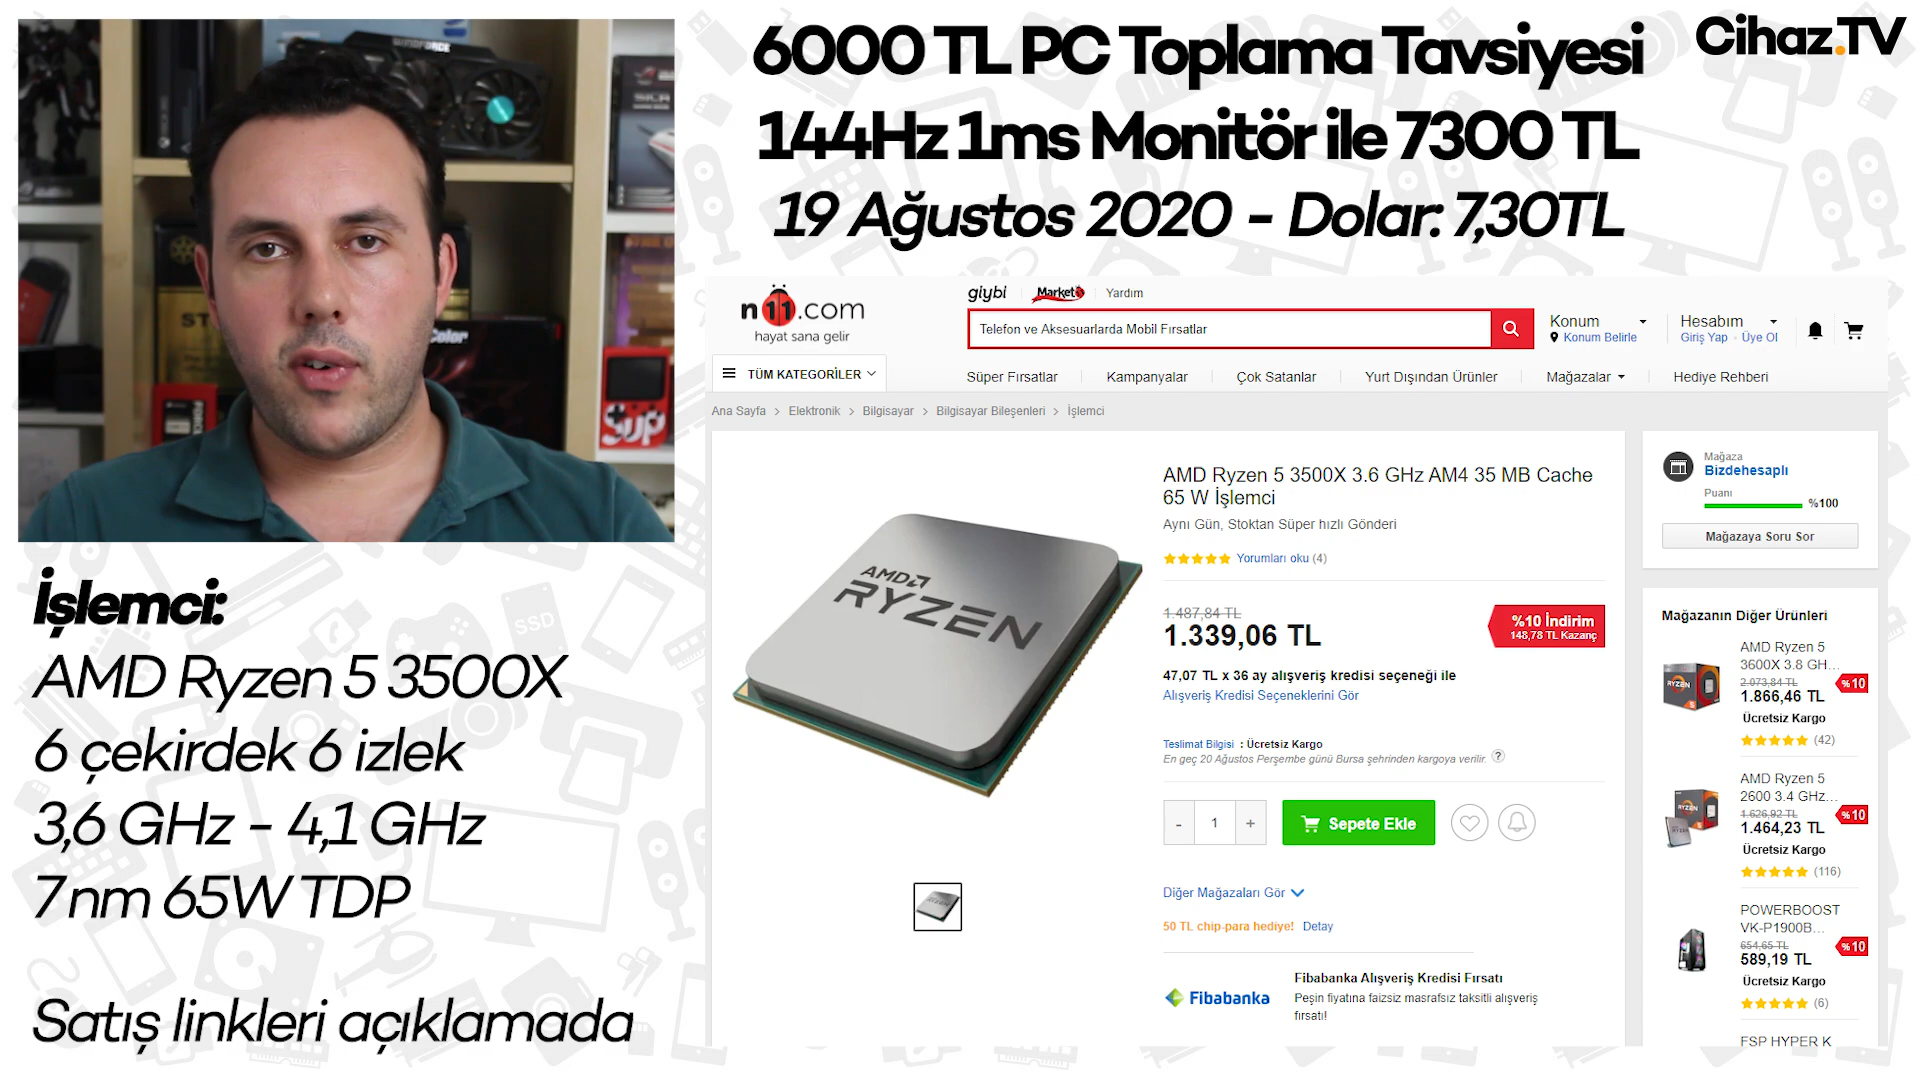 6000 TL PC Toplama Tavsiyesi
144Hz 1ms Monitör ile 7300 TL
19 Ağustos 2020 - Dolar: 7,30TL
Cihaz.TV
WINDFORCE
Color
Sup
İşlemci:
AMD Ryzen 5 3500X
6 çekirdek 6 izlek
3,6 GHz - 4,1 GHz
7nm 65W TDP
Satış linkleri açıklamada
SSD
n11.com
hayat sana gelir
giybi
Market
Yardım
Telefon ve Aksesuarlarda Mobil Fırsatlar
Konum
Konum Belirle
Hesabım
Giriş Yap · Üye Ol
TÜM KATEGORİLER
Süper Fırsatlar
Kampanyalar
Çok Satanlar
Yurt Dışından Ürünler
Mağazalar
Hediye Rehberi
Ana Sayfa > Elektronik > Bilgisayar > Bilgisayar Bileşenleri > İşlemci
AMD
RYZEN
AMD Ryzen 5 3500X 3.6 GHz AM4 35 MB Cache
65 W İşlemci
Aynı Gün, Stoktan Süper hızlı Gönderi
Yorumları oku (4)
1.487,84 TL
1.339,06 TL
%10 İndirim
148,78 TL Kazanç
47,07 TL x 36 ay alışveriş kredisi seçeneği ile
Alışveriş Kredisi Seçeneklerini Gör
Teslimat Bilgisi : Ücretsiz Kargo
En geç 20 Ağustos Perşembe günü Bursa şehrinden kargoya verilir. ?
- 1 +
Sepete Ekle
Diğer Mağazaları Gör
50 TL chip-para hediye! Detay
Fibabanka
Fibabanka Alışveriş Kredisi Fırsatı
Peşin fiyatına faizsiz masrafsız taksitli alışveriş
fırsatı!
Mağaza
Bizdehesaplı
Puanı
%100
Mağazaya Soru Sor
Mağazanın Diğer Ürünleri
AMD Ryzen 5
3600X 3.8 GH...
2.073,84 TL
1.866,46 TL
%10
Ücretsiz Kargo
(42)
RYZEN
AMD Ryzen 5
2600 3.4 GHz...
1.626,92 TL
1.464,23 TL
%10
Ücretsiz Kargo
(116)
RYZEN
POWERBOOST
VK-P1900B...
654,65 TL
589,19 TL
%10
Ücretsiz Kargo
(6)
FSP HYPER K